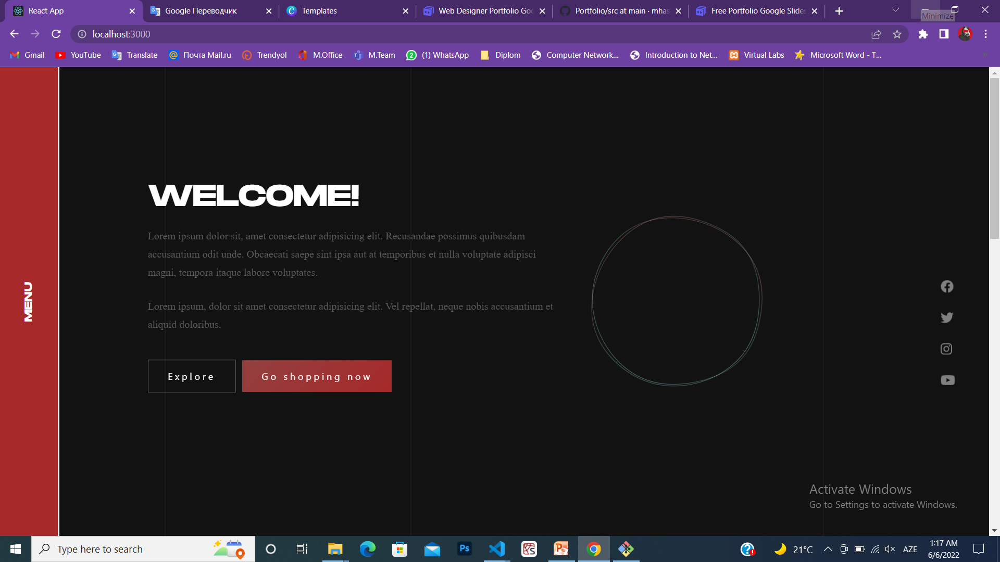 React App
Google Переводчик
Templates
Web Designer Portfolio Goo
Portfolio/src at main · mhas
Free Portfolio Google Slides
Minimize
localhost:3000
Gmail
YouTube
Translate
Почта Mail.ru
Trendyol
M.Office
M.Team
(1) WhatsApp
Diplom
Computer Network...
Introduction to Net...
Virtual Labs
Microsoft Word - T...
MENU
WELCOME!
Lorem ipsum dolor sit, amet consectetur adipisicing elit. Recusandae possimus quibusdam
accusantium odit unde. Obcaecati saepe sint ipsa aut at temporibus et nulla voluptate adipisci
magni, tempora itaque labore voluptates.
Lorem ipsum, dolor sit amet consectetur adipisicing elit. Vel repellat, neque nobis accusantium et
aliquid doloribus.
Explore
Go shopping now
Activate Windows
Go to Settings to activate Windows.
Type here to search
Ps
21°C
AZE
1:17 AM
6/6/2022